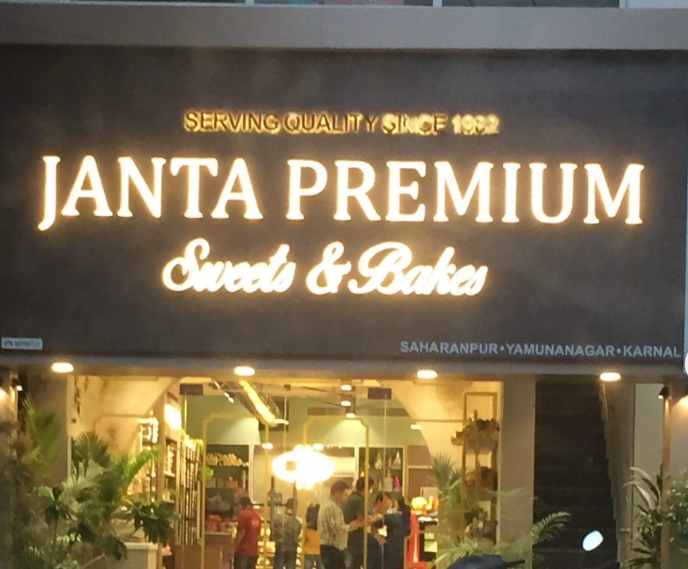 SERVING QUALITY SINCE 1992
JANTA PREMIUM
Sweets & Bakes
SAHARANPUR•YAMUNANAGAR•KARNAL